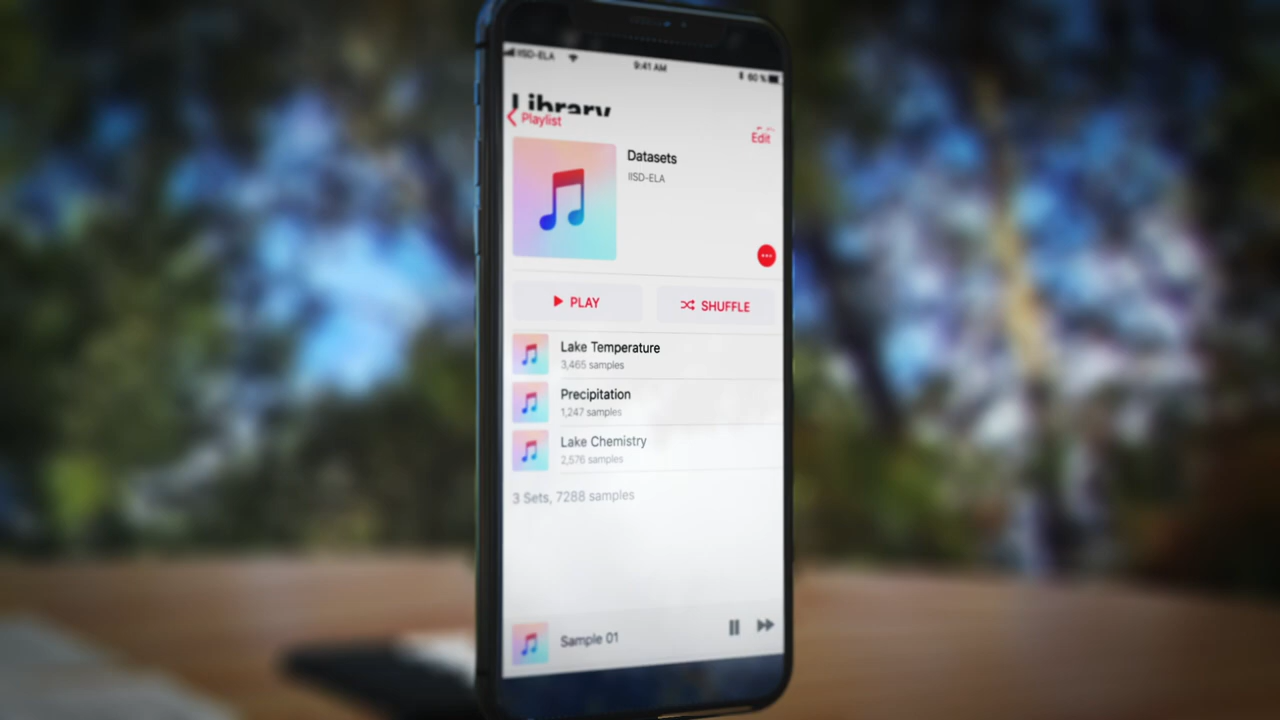 IISD-ELA
9:41 AM
60 %
Library
Playlist
Edit
Datasets
IISD-ELA
PLAY
SHUFFLE
Lake Temperature
3,465 samples
Precipitation
1,247 samples
Lake Chemistry
2,576 samples
3 Sets, 7288 samples
Sample 01